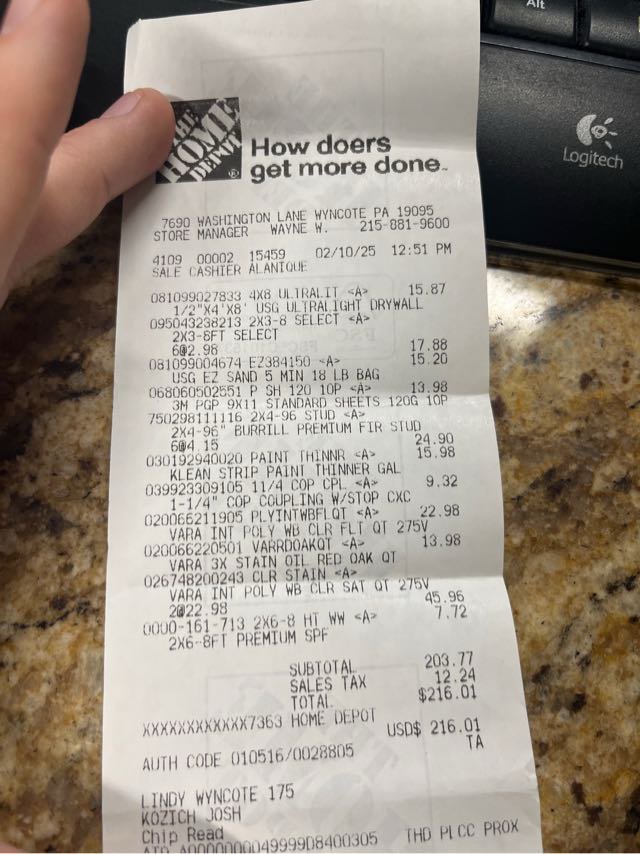 Alt
Logitech
THE HOME DEPOT
How doers
get more done.
7690 WASHINGTON LANE WYNCOTE PA 19095
STORE MANAGER WAYNE W. 215-881-9600
4109 00002 15459 02/10/25 12:51 PM
SALE CASHIER ALANTQUE
081099027833 4X8 ULTRALIT <A> 15.87
1/2"X4'X8' USG ULTRALIGHT DRYWALL
095043238213 2X3-8 SELECT <A>
2X3-8FT SELECT
6@2.98 17.88
081099004674 EZ384150 <A> 15.20
USG EZ SAND 5 MIN 18 LB BAG
068060502551 P SH 120 10P <A> 13.98
3M PGP 9X11 STANDARD SHEETS 120G 10P
750298111116 2X4-96 STUD <A>
2X4-96" BURRILL PREMIUM FIR STUD
6@4.15 24.90
030192940020 PAINT THINNR <A> 15.98
KLEAN STRIP PAINT THINNER GAL
039923309105 11/4 COP CPL <A> 9.32
1-1/4" COP COUPLING W/STOP CXC
020066211905 PLYINTWBFLQT <A> 22.98
VARA INT POLY WB CLR FLT QT 275V
020066220501 VARRDOAKQT <A> 13.98
VARA 3X STAIN OIL RED OAK QT
026748200243 CLR STAIN <A>
VARA INT POLY WB CLR SAT QT 275V
2@22.98 45.96
0000-161-713 2X6-8 HT WW <A> 7.72
2X6-8FT PREMIUM SPF
SUBTOTAL 203.77
SALES TAX 12.24
TOTAL $216.01
XXXXXXXXXXXX7363 HOME DEPOT
USD$ 216.01
AUTH CODE 010516/0028805 TA
LINDY WYNCOTE 175
KOZICH JOSH
Chip Read
AID A0000000049999D8400305 THD PLCC PROX